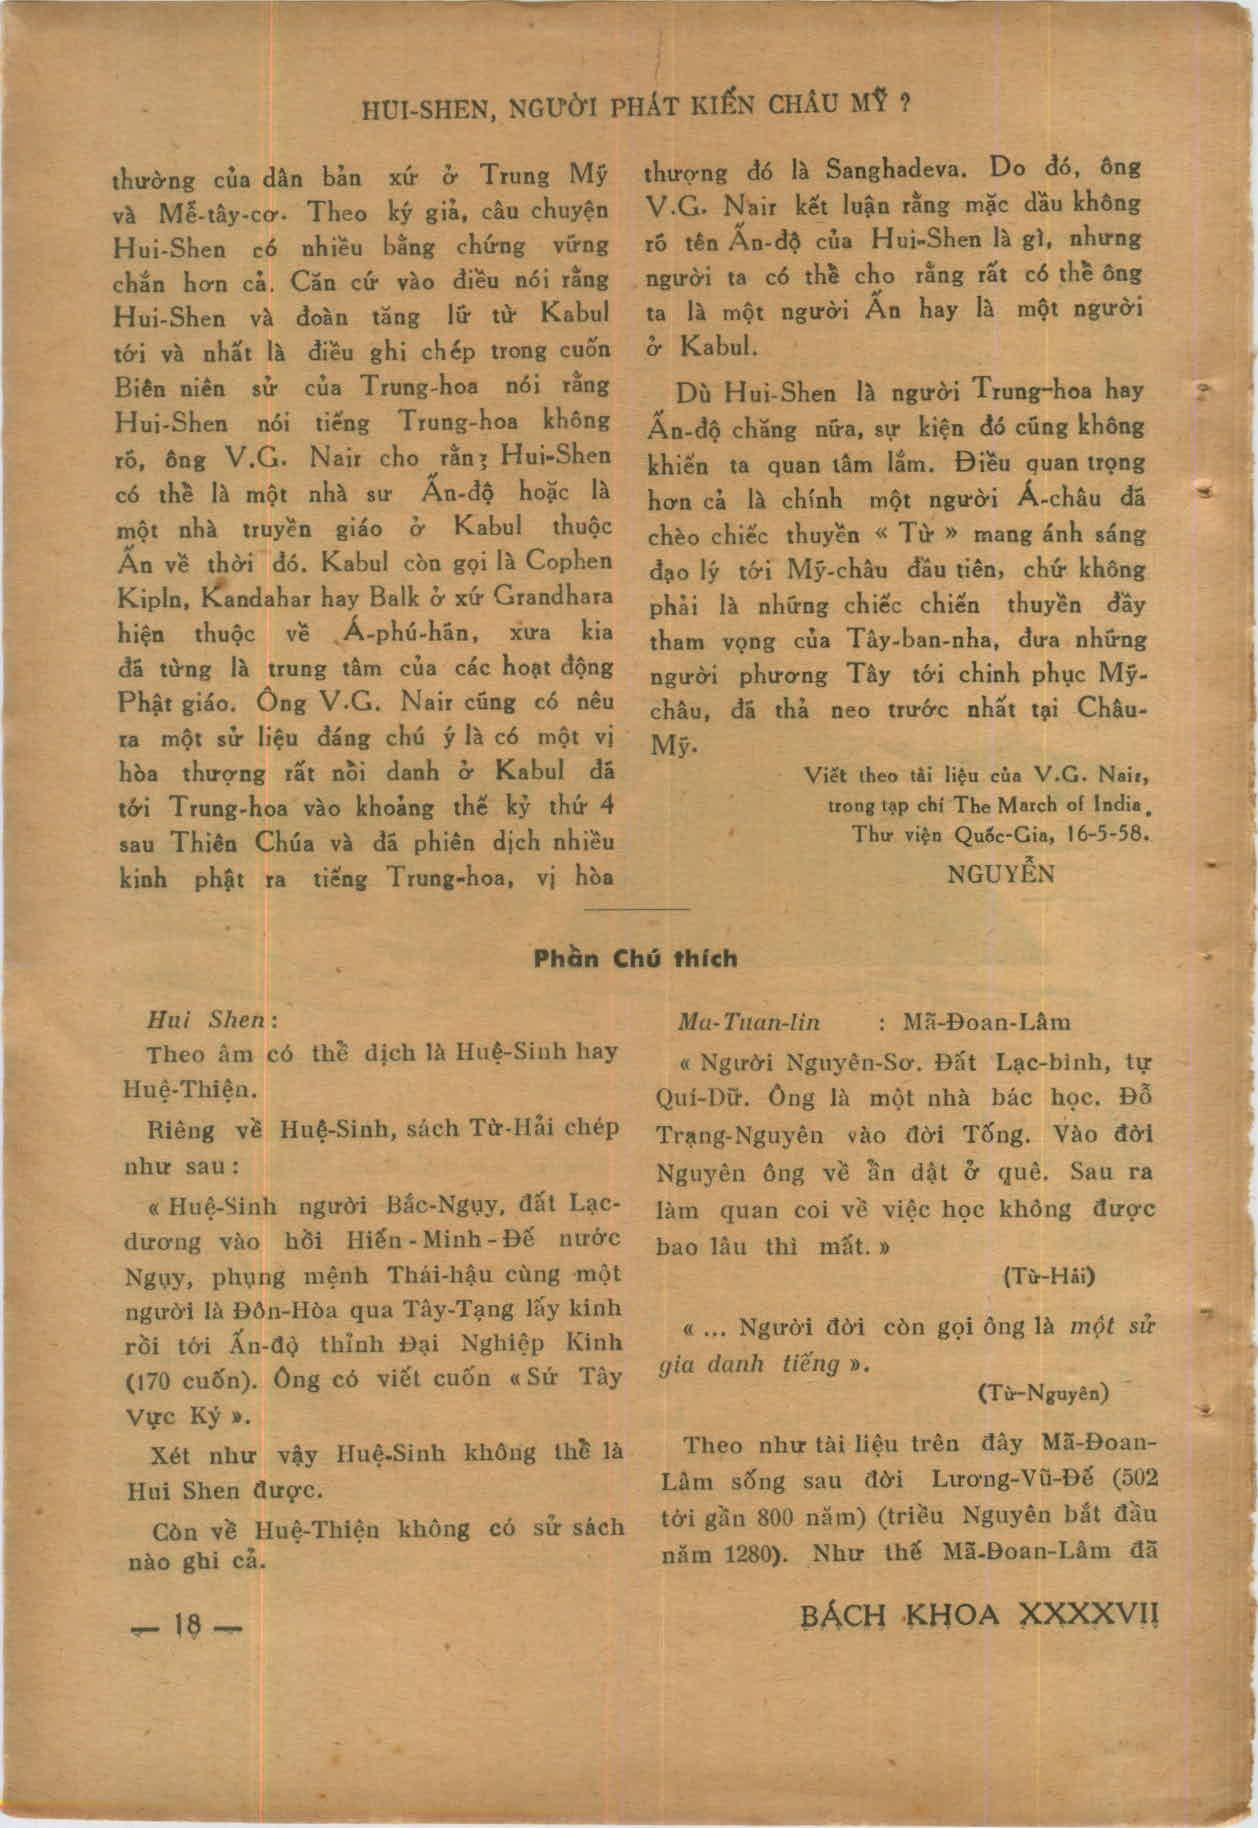 HUI-SHEN, NGƯỜI PHÁT KIẾN CHÂU MỸ ?
thường của dân bản xứ ở Trung Mỹ
và Mễ-tây-cơ. Theo ký giả, câu chuyện
Hui-Shen có nhiều bằng chứng vững
chắn hơn cả. Căn cứ vào điều nói rằng
Hui-Shen và đoàn tăng lữ từ Kabul
tới và nhất là điều ghi chép trong cuốn
Biên niên sử của Trung-hoa nói rằng
Hui-Shen nói tiếng Trung-hoa không
rõ, ông V.G. Nair cho rằn; Hui-Shen
có thể là một nhà sư Ấn-độ hoặc là
một nhà truyền giáo ở Kabul thuộc
Ấn về thời đó. Kabul còn gọi là Cophen
Kipln, Kandahar hay Balk ở xứ Grandhara
hiện thuộc về Á-phú-hãn, xưa kia
đã từng là trung tâm của các hoạt động
Phật giáo. Ông V.G. Nair cũng có nêu
ra một sử liệu đáng chú ý là có một vị
hòa thượng rất nổi danh ở Kabul đã
tới Trung-hoa vào khoảng thế kỷ thứ 4
sau Thiên Chúa và đã phiên dịch nhiều
kinh phật ra tiếng Trung-hoa, vị hòa
thượng đó là Sanghadeva. Do đó, ông
V.G. Nair kết luận rằng mặc dầu không
rõ tên Ấn-độ của Hui-Shen là gì, nhưng
người ta có thể cho rằng rất có thể ông
ta là một người Ấn hay là một người
ở Kabul.
Dù Hui-Shen là người Trung-hoa hay
Ấn-độ chăng nữa, sự kiện đó cũng không
khiến ta quan tâm lắm. Điều quan trọng
hơn cả là chính một người Á-châu đã
chèo chiếc thuyền « Từ » mang ánh sáng
đạo lý tới Mỹ-châu đầu tiên, chứ không
phải là những chiếc chiến thuyền đầy
tham vọng của Tây-ban-nha, đưa những
người phương Tây tới chinh phục Mỹ-
châu, đã thả neo trước nhất tại Châu-
Mỹ.
Viết theo tài liệu của V.G. Nair,
trong tạp chí The March of India.
Thư viện Quốc-Gia, 16-5-58.
NGUYỄN
Phần Chú thích
Hui Shen :
Theo âm có thể dịch là Huệ-Sinh hay
Huệ-Thiện.
Riêng về Huệ-Sinh, sách Từ-Hải chép
như sau :
« Huệ-Sinh người Bắc-Ngụy, đất Lạc-
dương vào hồi Hiến - Minh - Đế nước
Ngụy, phụng mệnh Thái-hậu cùng một
người là Đôn-Hòa qua Tây-Tạng lấy kinh
rồi tới Ấn-độ thỉnh Đại Nghiệp Kinh
(170 cuốn). Ông có viết cuốn « Sứ Tây
Vực Ký ».
Xét như vậy Huệ-Sinh không thể là
Hui Shen được.
Còn về Huệ-Thiện không có sử sách
nào ghi cả.
Ma-Tuan-lin : Mã-Đoan-Lâm
« Người Nguyên-Sơ. Đất Lạc-bình, tự
Quí-Dữ. Ông là một nhà bác học. Đỗ
Trạng-Nguyên vào đời Tống. Vào đời
Nguyên ông về ẩn dật ở quê. Sau ra
làm quan coi về việc học không được
bao lâu thì mất. »
(Từ-Hải)
« ... Người đời còn gọi ông là một sử
gia danh tiếng ».
(Từ-Nguyên)
Theo như tài liệu trên đây Mã-Đoan-
Lâm sống sau đời Lương-Vũ-Đế (502
tới gần 800 năm) (triều Nguyên bắt đầu
năm 1280). Như thế Mã-Đoan-Lâm đã
— 18 —
BÁCH KHOA XXXXVII